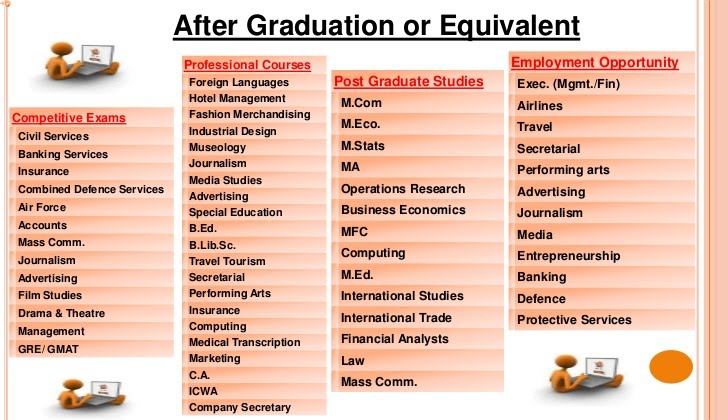 After Graduation or Equivalent
Competitive Exams
Civil Services
Banking Services
Insurance
Combined Defence Services
Air Force
Accounts
Mass Comm.
Journalism
Advertising
Film Studies
Drama & Theatre
Management
GRE/ GMAT
Professional Courses
Foreign Languages
Hotel Management
Fashion Merchandising
Industrial Design
Museology
Journalism
Media Studies
Advertising
Special Education
B.Ed.
B.Lib.Sc.
Travel Tourism
Secretarial
Performing Arts
Insurance
Computing
Medical Transcription
Marketing
C.A.
ICWA
Company Secretary
Post Graduate Studies
M.Com
M.Eco.
M.Stats
MA
Operations Research
Business Economics
MFC
Computing
M.Ed.
International Studies
International Trade
Financial Analysts
Law
Mass Comm.
Employment Opportunity
Exec. (Mgmt./Fin)
Airlines
Travel
Secretarial
Performing arts
Advertising
Journalism
Media
Entrepreneurship
Banking
Defence
Protective Services